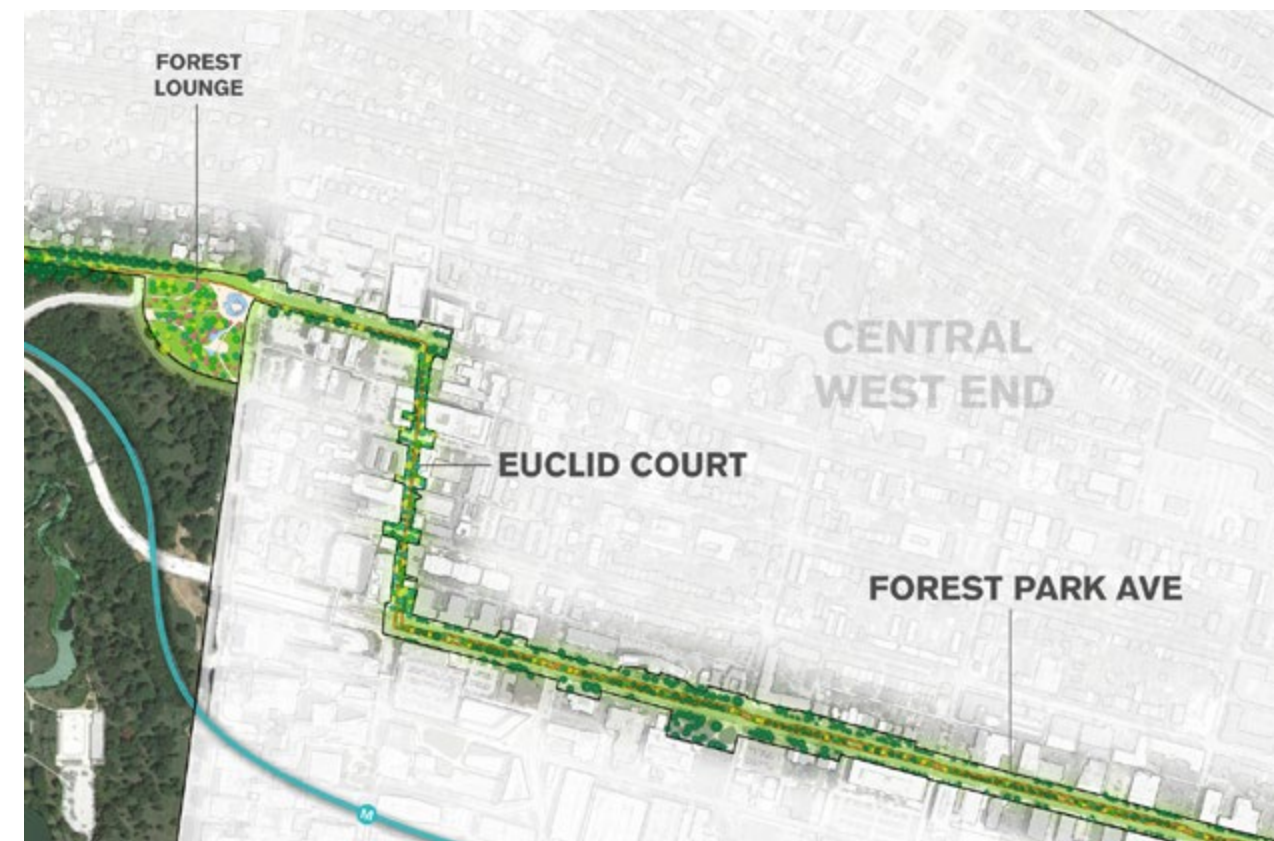 FOREST
LOUNGE
CENTRAL
WEST END
EUCLID COURT
FOREST PARK AVE
M